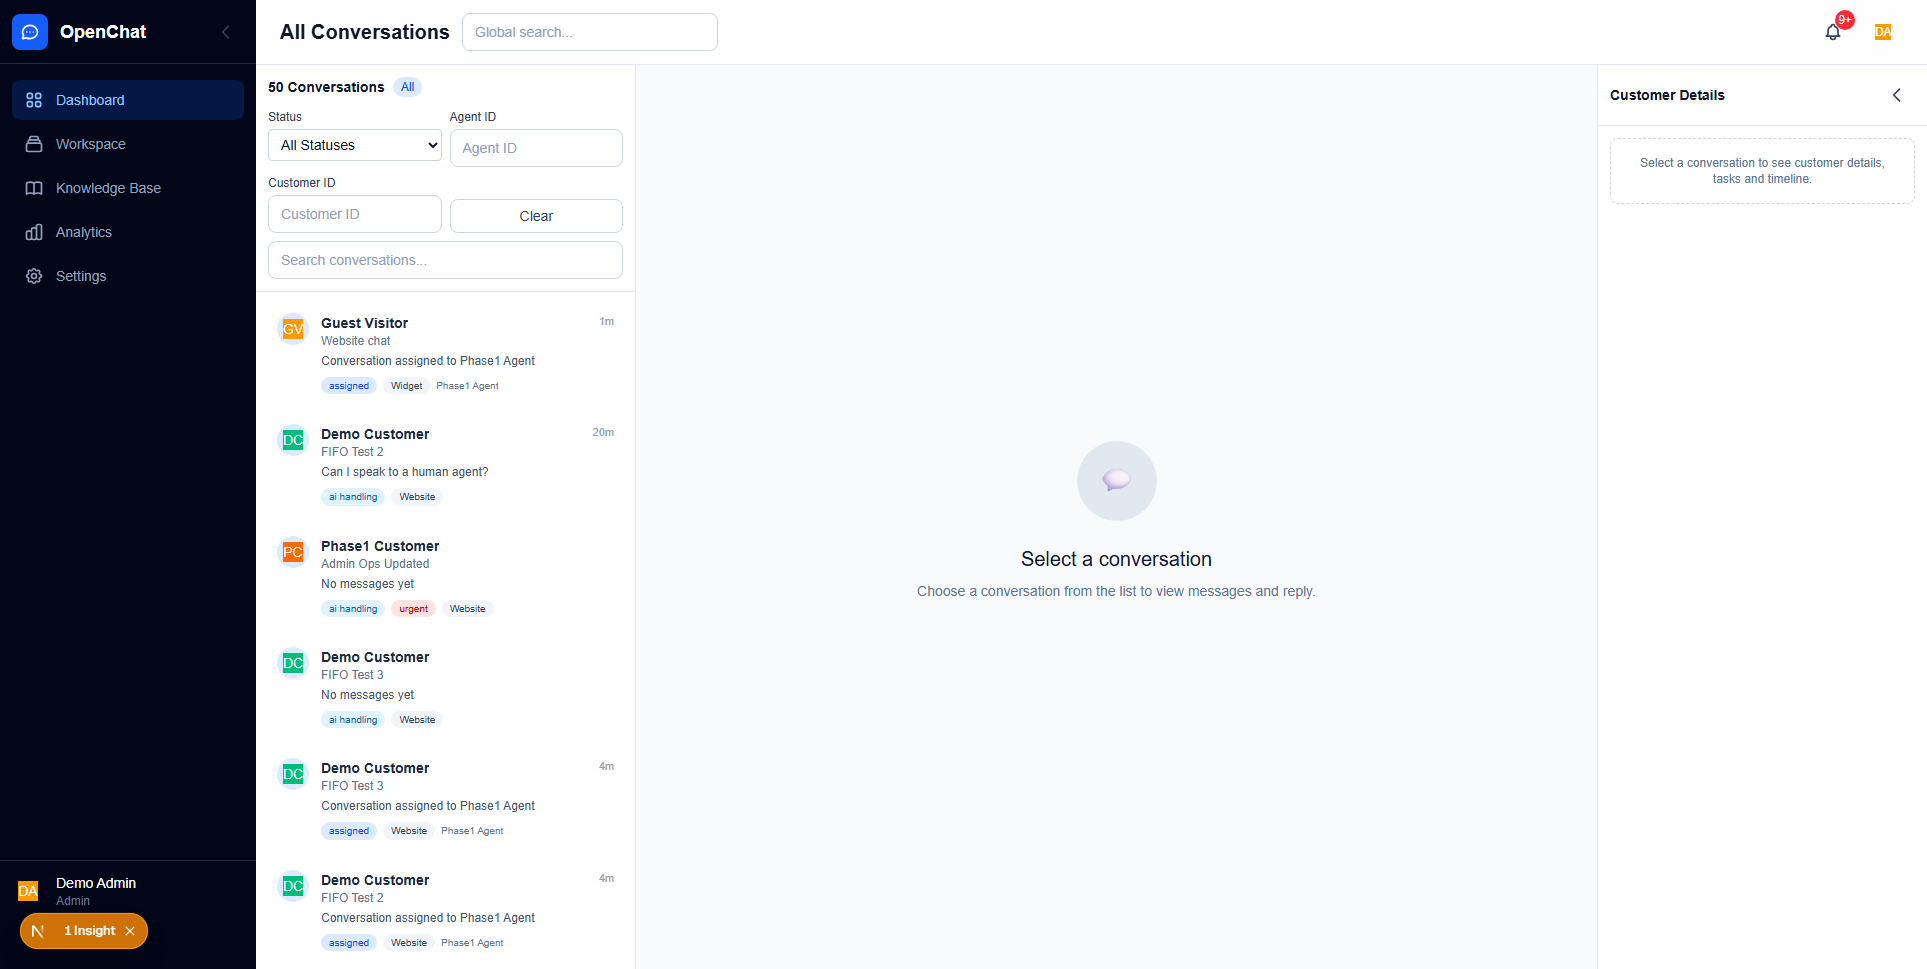 OpenChat
Dashboard
Workspace
Knowledge Base
Analytics
Settings
DA
Demo Admin
Admin
1 Insight
All Conversations
Global search...
9+
DA
50 Conversations
All
Status
Agent ID
All Statuses
Agent ID
Customer ID
Customer ID
Clear
Search conversations...
GV
Guest Visitor
1m
Website chat
Conversation assigned to Phase1 Agent
assigned Widget Phase1 Agent
DC
Demo Customer
20m
FIFO Test 2
Can I speak to a human agent?
ai handling Website
PC
Phase1 Customer
Admin Ops Updated
No messages yet
ai handling urgent Website
DC
Demo Customer
FIFO Test 3
No messages yet
ai handling Website
DC
Demo Customer
4m
FIFO Test 3
Conversation assigned to Phase1 Agent
assigned Website Phase1 Agent
DC
Demo Customer
4m
FIFO Test 2
Conversation assigned to Phase1 Agent
assigned Website Phase1 Agent
Select a conversation
Choose a conversation from the list to view messages and reply.
Customer Details
Select a conversation to see customer details,
tasks and timeline.